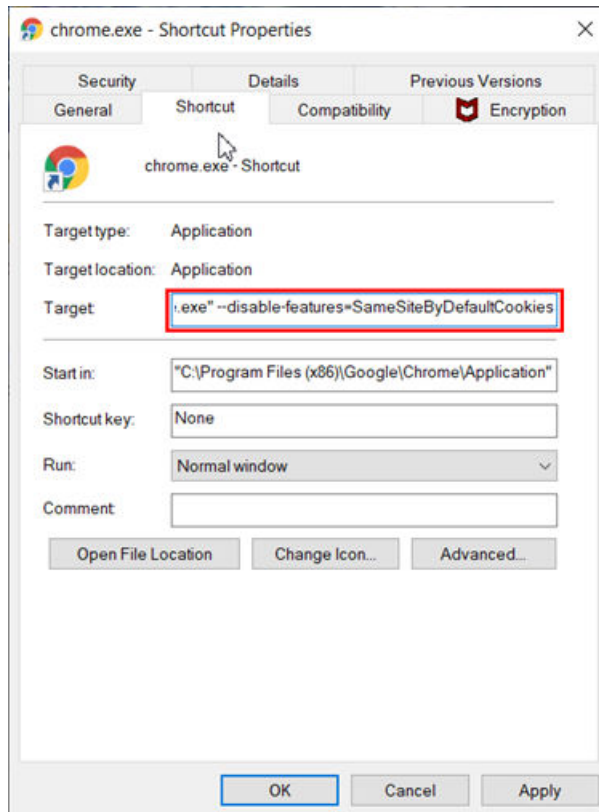 chrome.exe - Shortcut Properties
Security Details Previous Versions
General Shortcut Compatibility Encryption
chrome.exe - Shortcut
Target type: Application
Target location: Application
Target: .exe" --disable-features=SameSiteByDefaultCookies
Start in: "C:\Program Files (x86)\Google\Chrome\Application"
Shortcut key: None
Run: Normal window
Comment:
Open File Location Change Icon... Advanced...
OK Cancel Apply